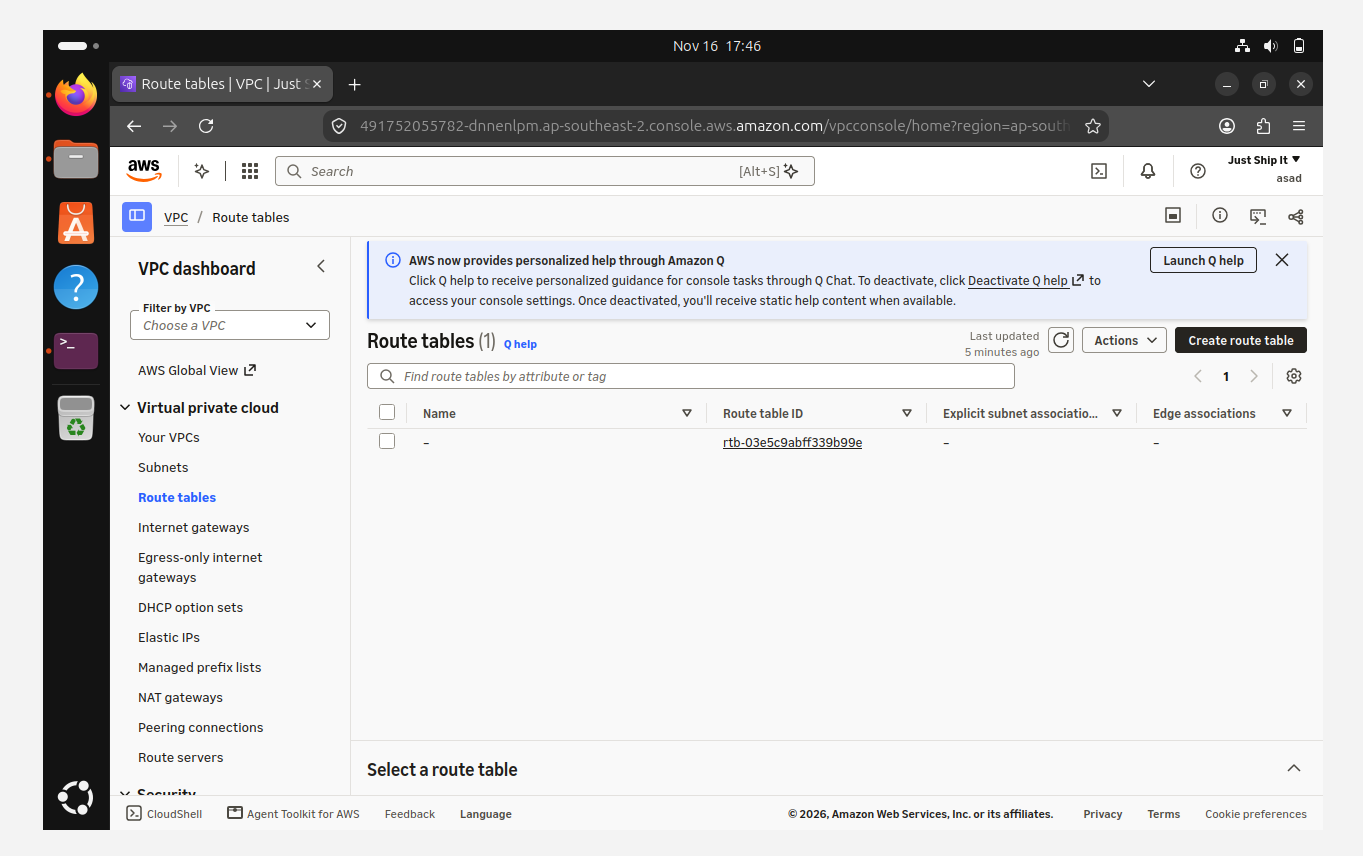 Nov 16 17:46
Route tables | VPC | Just S
491752055782-dnnenlpm.ap-southeast-2.console.aws.amazon.com/vpcconsole/home?region=ap-south
aws
Search
[Alt+S]
Just Ship It
asad
VPC / Route tables
VPC dashboard
Filter by VPC
Choose a VPC
AWS Global View
Virtual private cloud
Your VPCs
Subnets
Route tables
Internet gateways
Egress-only internet
gateways
DHCP option sets
Elastic IPs
Managed prefix lists
NAT gateways
Peering connections
Route servers
Security
AWS now provides personalized help through Amazon Q
Click Q help to receive personalized guidance for console tasks through Q Chat. To deactivate, click Deactivate Q help to
access your console settings. Once deactivated, you'll receive static help content when available.
Launch Q help
Route tables (1) Q help
Last updated
5 minutes ago
Actions
Create route table
Find route tables by attribute or tag
1
Name
Route table ID
Explicit subnet associatio...
Edge associations
–
rtb-03e5c9abff339b99e
–
–
Select a route table
CloudShell
Agent Toolkit for AWS
Feedback
Language
© 2026, Amazon Web Services, Inc. or its affiliates.
Privacy
Terms
Cookie preferences